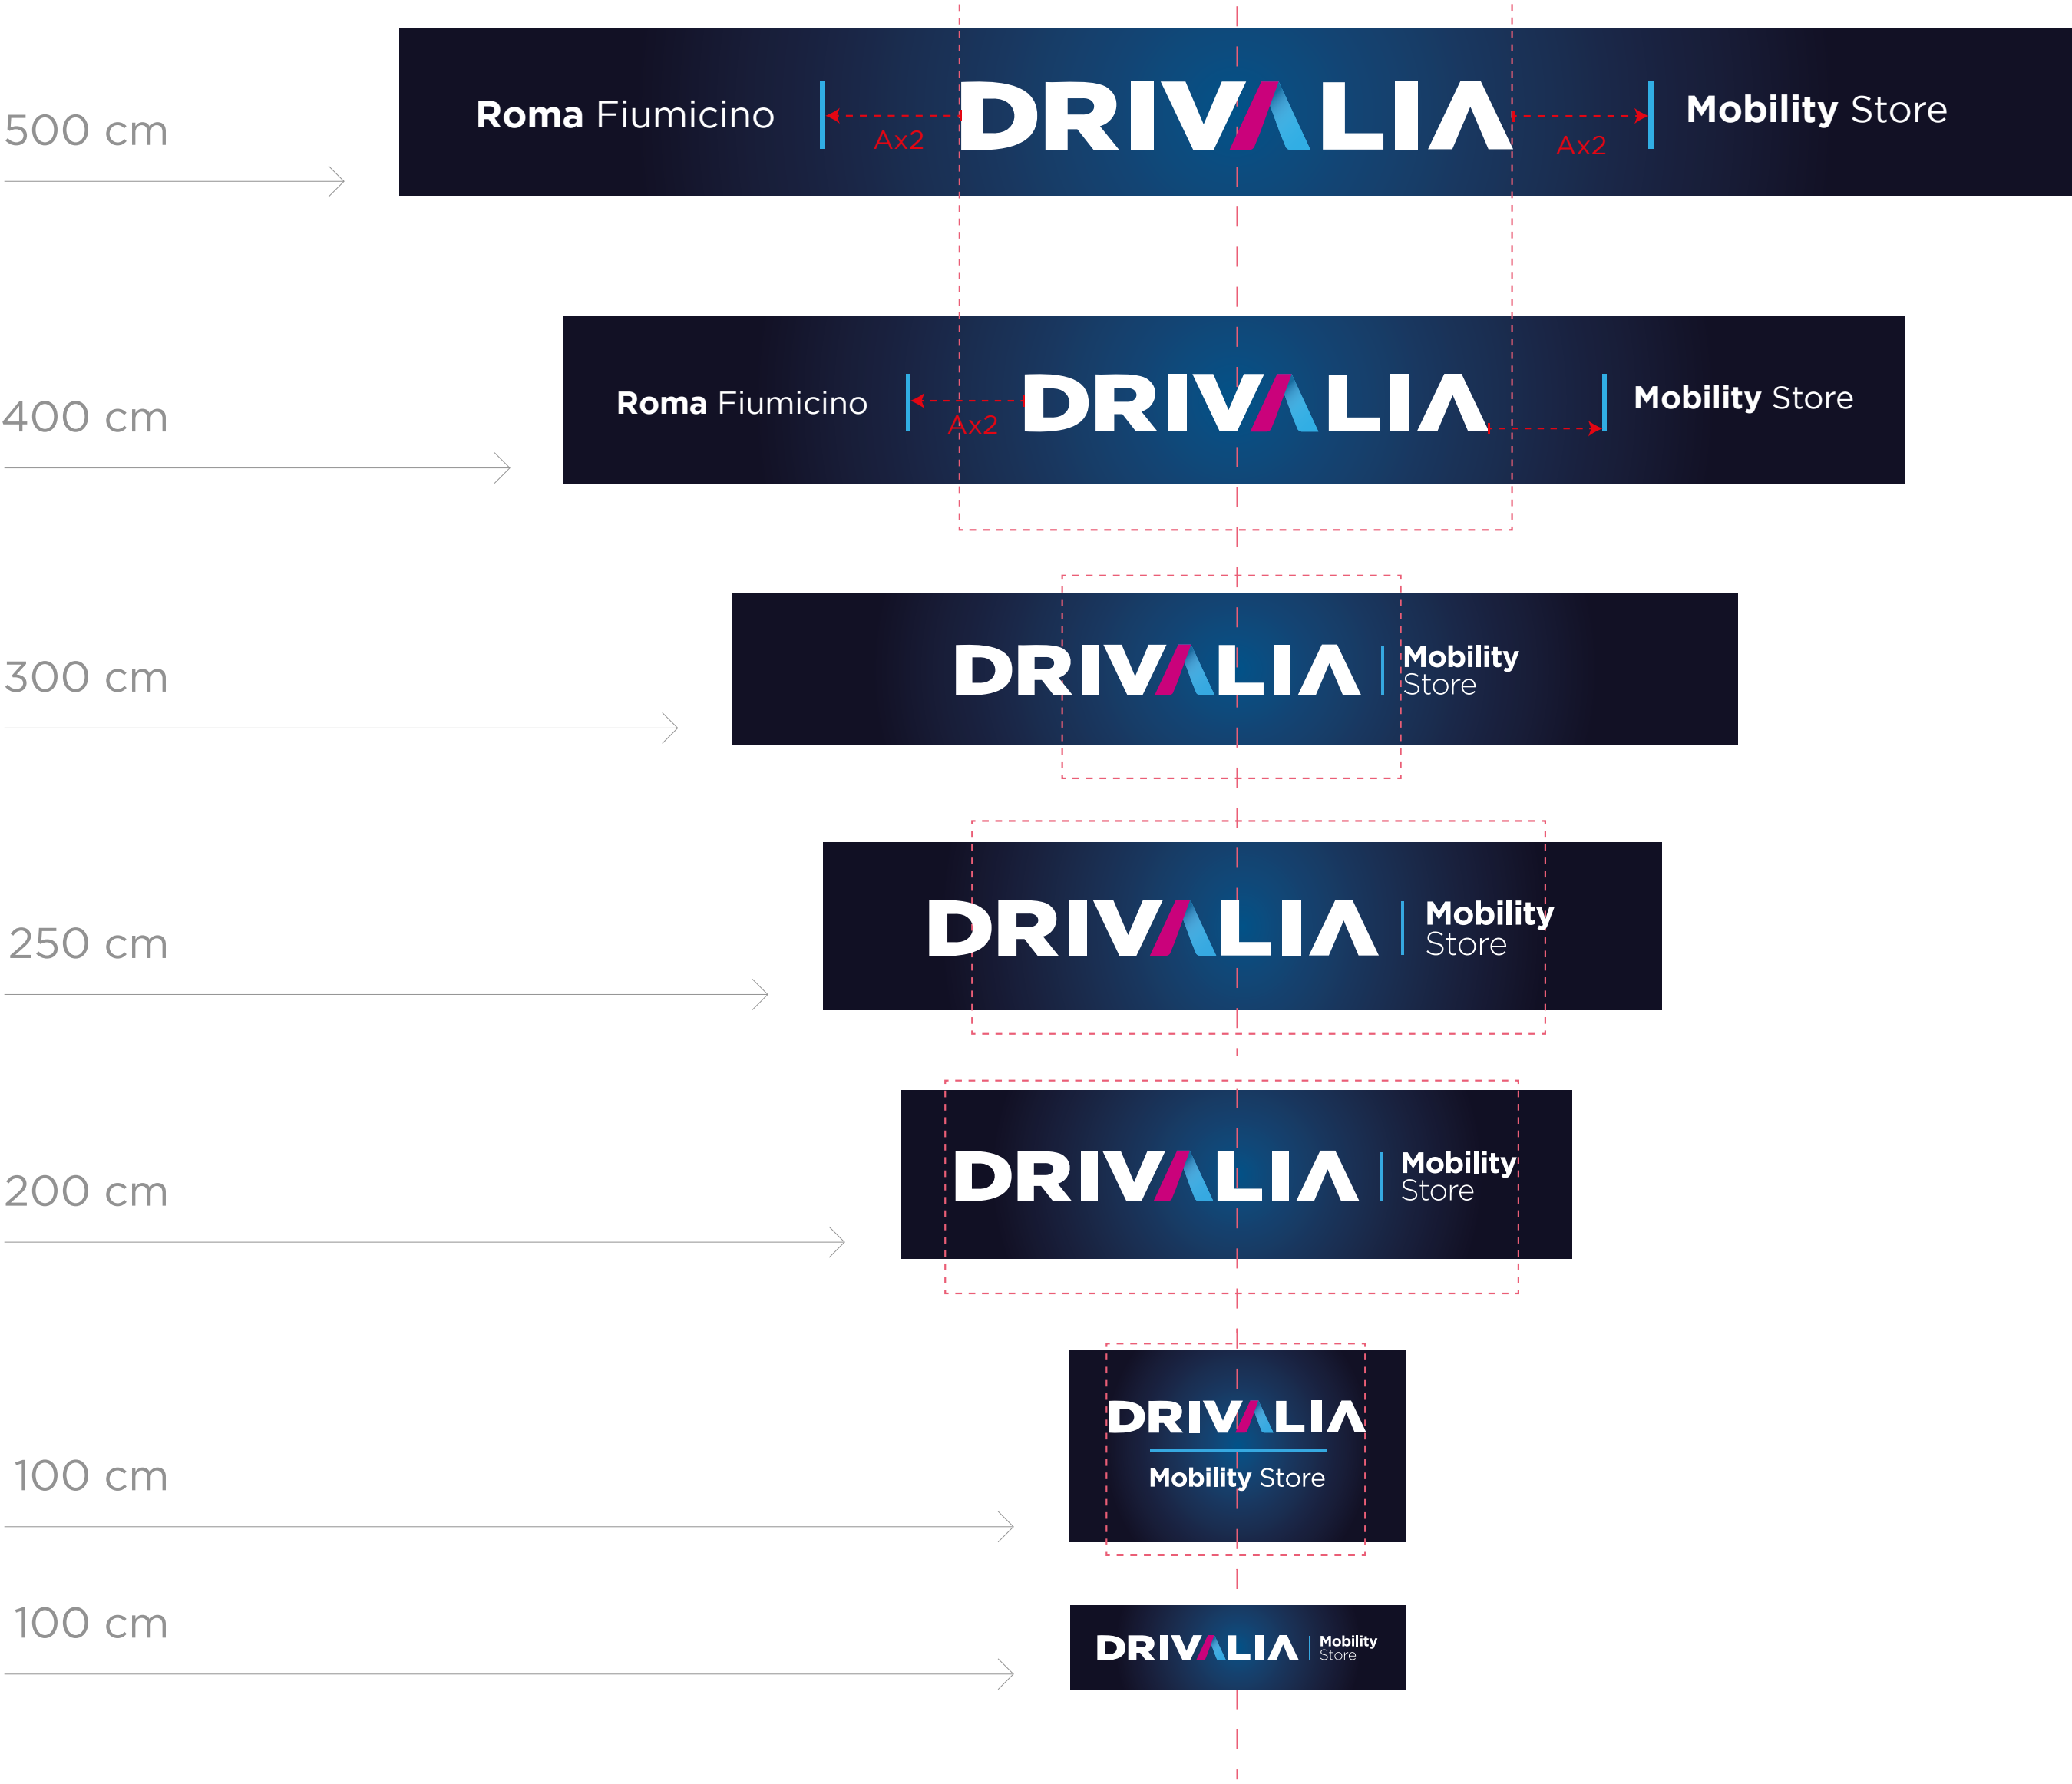 500 cm
Roma Fiumicino
Ax2
DRIVALIA
Ax2
Mobility Store
400 cm
Roma Fiumicino
Ax2
DRIVALIA
Mobility Store
300 cm
DRIVALIA
Mobility
Store
250 cm
DRIVALIA
Mobility
Store
200 cm
DRIVALIA
Mobility
Store
100 cm
DRIVALIA
Mobility Store
100 cm
DRIVALIA
Mobility
Store